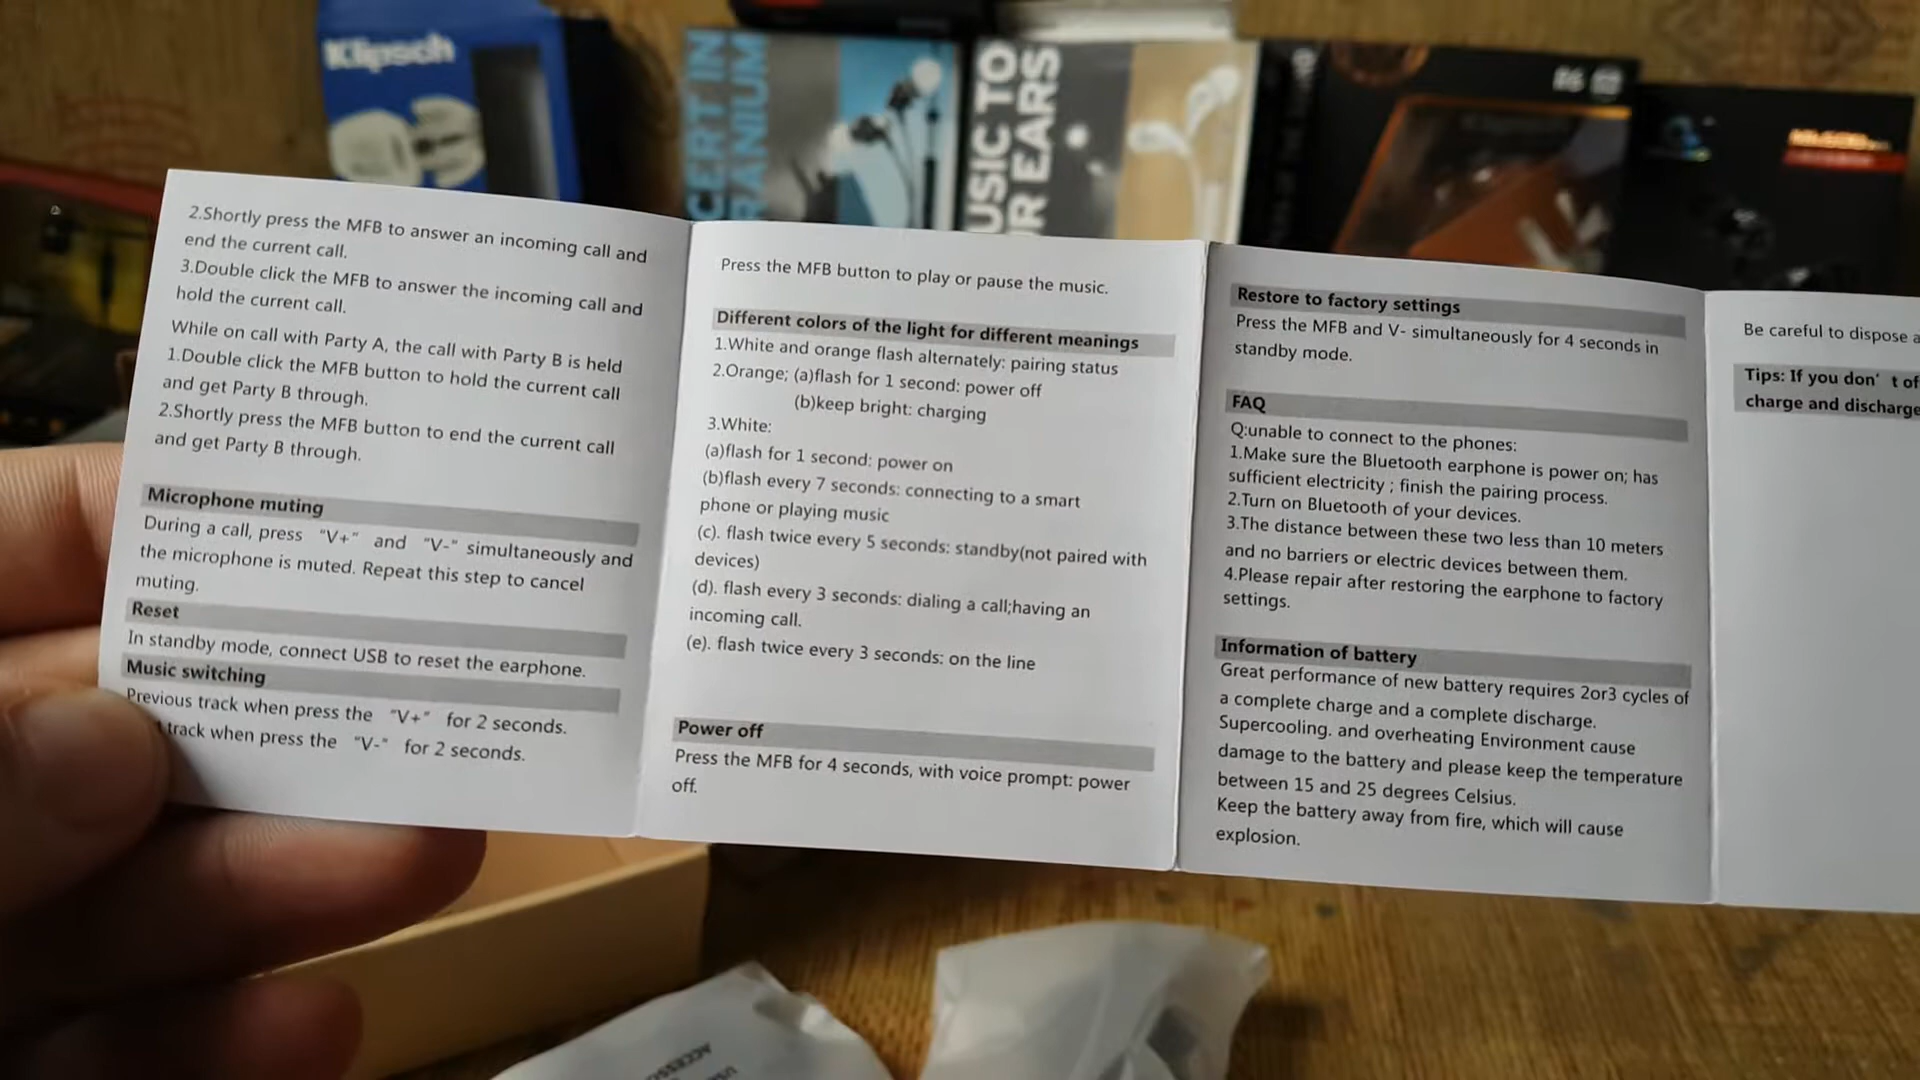 Klipsch
CERT IN
RANIUM
USIC TO
R EARS
R6
2.Shortly press the MFB to answer an incoming call and
end the current call.
3.Double click the MFB to answer the incoming call and
hold the current call.
While on call with Party A, the call with Party B is held
1.Double click the MFB button to hold the current call
and get Party B through.
2.Shortly press the MFB button to end the current call
and get Party B through.
Microphone muting
During a call, press “V+” and “V-” simultaneously and
the microphone is muted. Repeat this step to cancel
muting.
Reset
In standby mode, connect USB to reset the earphone.
Music switching
Previous track when press the “V+” for 2 seconds.
t track when press the “V-” for 2 seconds.
Press the MFB button to play or pause the music.
Different colors of the light for different meanings
1.White and orange flash alternately: pairing status
2.Orange; (a)flash for 1 second: power off
(b)keep bright: charging
3.White:
(a)flash for 1 second: power on
(b)flash every 7 seconds: connecting to a smart
phone or playing music
(c). flash twice every 5 seconds: standby(not paired with
devices)
(d). flash every 3 seconds: dialing a call;having an
incoming call.
(e). flash twice every 3 seconds: on the line
Power off
Press the MFB for 4 seconds, with voice prompt: power
off.
Restore to factory settings
Press the MFB and V- simultaneously for 4 seconds in
standby mode.
FAQ
Q:unable to connect to the phones:
1.Make sure the Bluetooth earphone is power on; has
sufficient electricity ; finish the pairing process.
2.Turn on Bluetooth of your devices.
3.The distance between these two less than 10 meters
and no barriers or electric devices between them.
4.Please repair after restoring the earphone to factory
settings.
Information of battery
Great performance of new battery requires 2or3 cycles of
a complete charge and a complete discharge.
Supercooling. and overheating Environment cause
damage to the battery and please keep the temperature
between 15 and 25 degrees Celsius.
Keep the battery away from fire, which will cause
explosion.
Be careful to dispose a
Tips: If you don’ t of
charge and discharge
ACCESSO